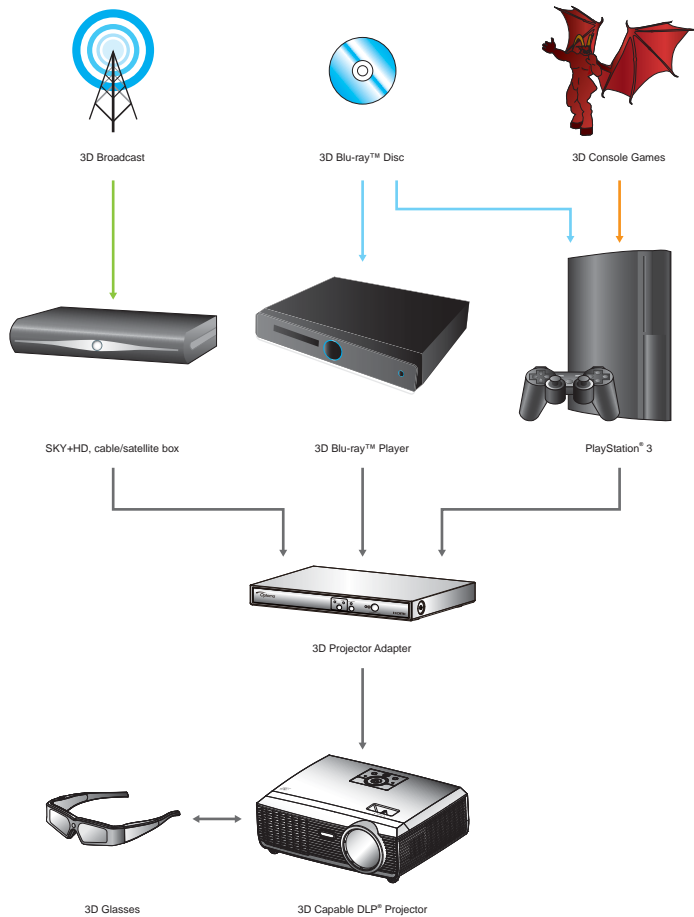 3D Broadcast
3D Blu-ray™ Disc
3D Console Games
SKY+HD, cable/satellite box
3D Blu-ray™ Player
PlayStation® 3
Optoma
3D Projector Adapter
3D Glasses
3D Capable DLP® Projector